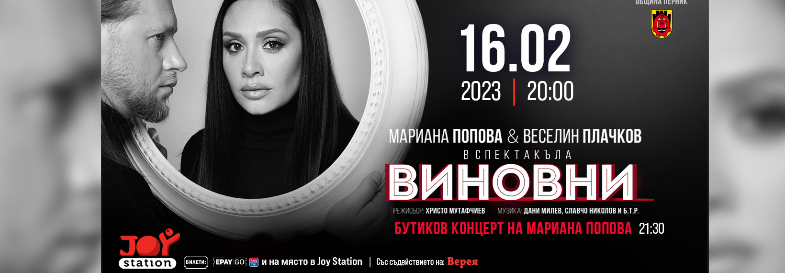 ОБЩИНА ПЕРНИК
16.02
2023 | 20:00
МАРИАНА ПОПОВА & ВЕСЕЛИН ПЛАЧКОВ
В СПЕКТАКЪЛА
ВИНОВНИ
РЕЖИСЬОР: ХРИСТО МУТАФЧИЕВ МУЗИКА: ДАНИ МИЛЕВ, СЛАВЧО НИКОЛОВ И Б.Т.Р.
БУТИКОВ КОНЦЕРТ НА МАРИАНА ПОПОВА 21:30
JOY
station
БИЛЕТИ: EPAY GO! и на място в Joy Station | Със съдействието на: Верея